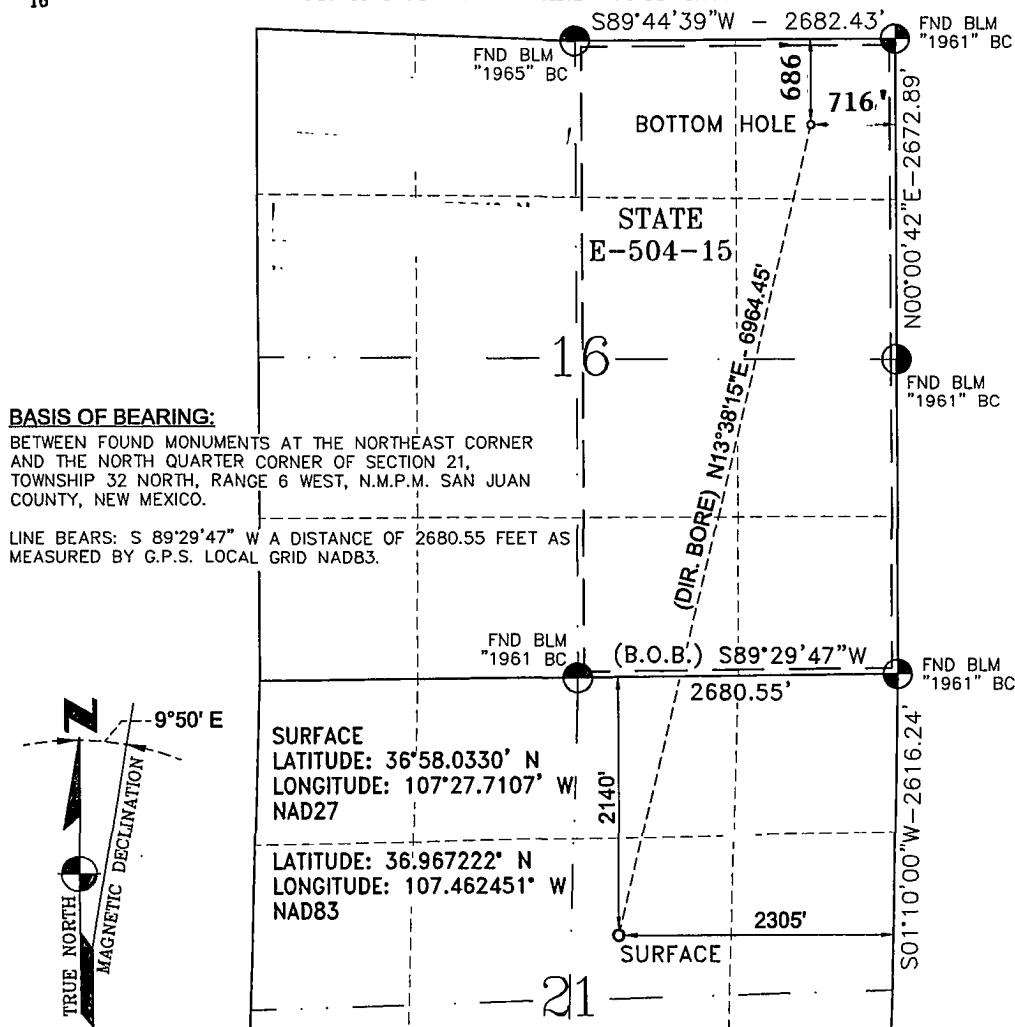 16
S89°44'39"W - 2682.43'
FND BLM
"1965" BC
FND BLM
"1961" BC
686
716'
BOTTOM HOLE
N00°00'42"E-2672.89'
STATE
E-504-15
(DIR. BORE) N13°38'15"E - 6964.45'
16
FND BLM
"1961" BC
BASIS OF BEARING:
BETWEEN FOUND MONUMENTS AT THE NORTHEAST CORNER
AND THE NORTH QUARTER CORNER OF SECTION 21,
TOWNSHIP 32 NORTH, RANGE 6 WEST, N.M.P.M. SAN JUAN
COUNTY, NEW MEXICO.
LINE BEARS: S 89°29'47" W A DISTANCE OF 2680.55 FEET AS
MEASURED BY G.P.S. LOCAL GRID NAD83.
FND BLM
"1961 BC
(B.O.B.) S89°29'47"W
2680.55'
FND BLM
"1961" BC
Z
9°50' E
MAGNETIC DECLINATION
TRUE NORTH
SURFACE
LATITUDE: 36°58.0330' N
LONGITUDE: 107°27.7107' W
NAD27
LATITUDE: 36.967222° N
LONGITUDE: 107.462451° W
NAD83
2140'
2305'
SURFACE
S01°10'00"W-2616.24'
21